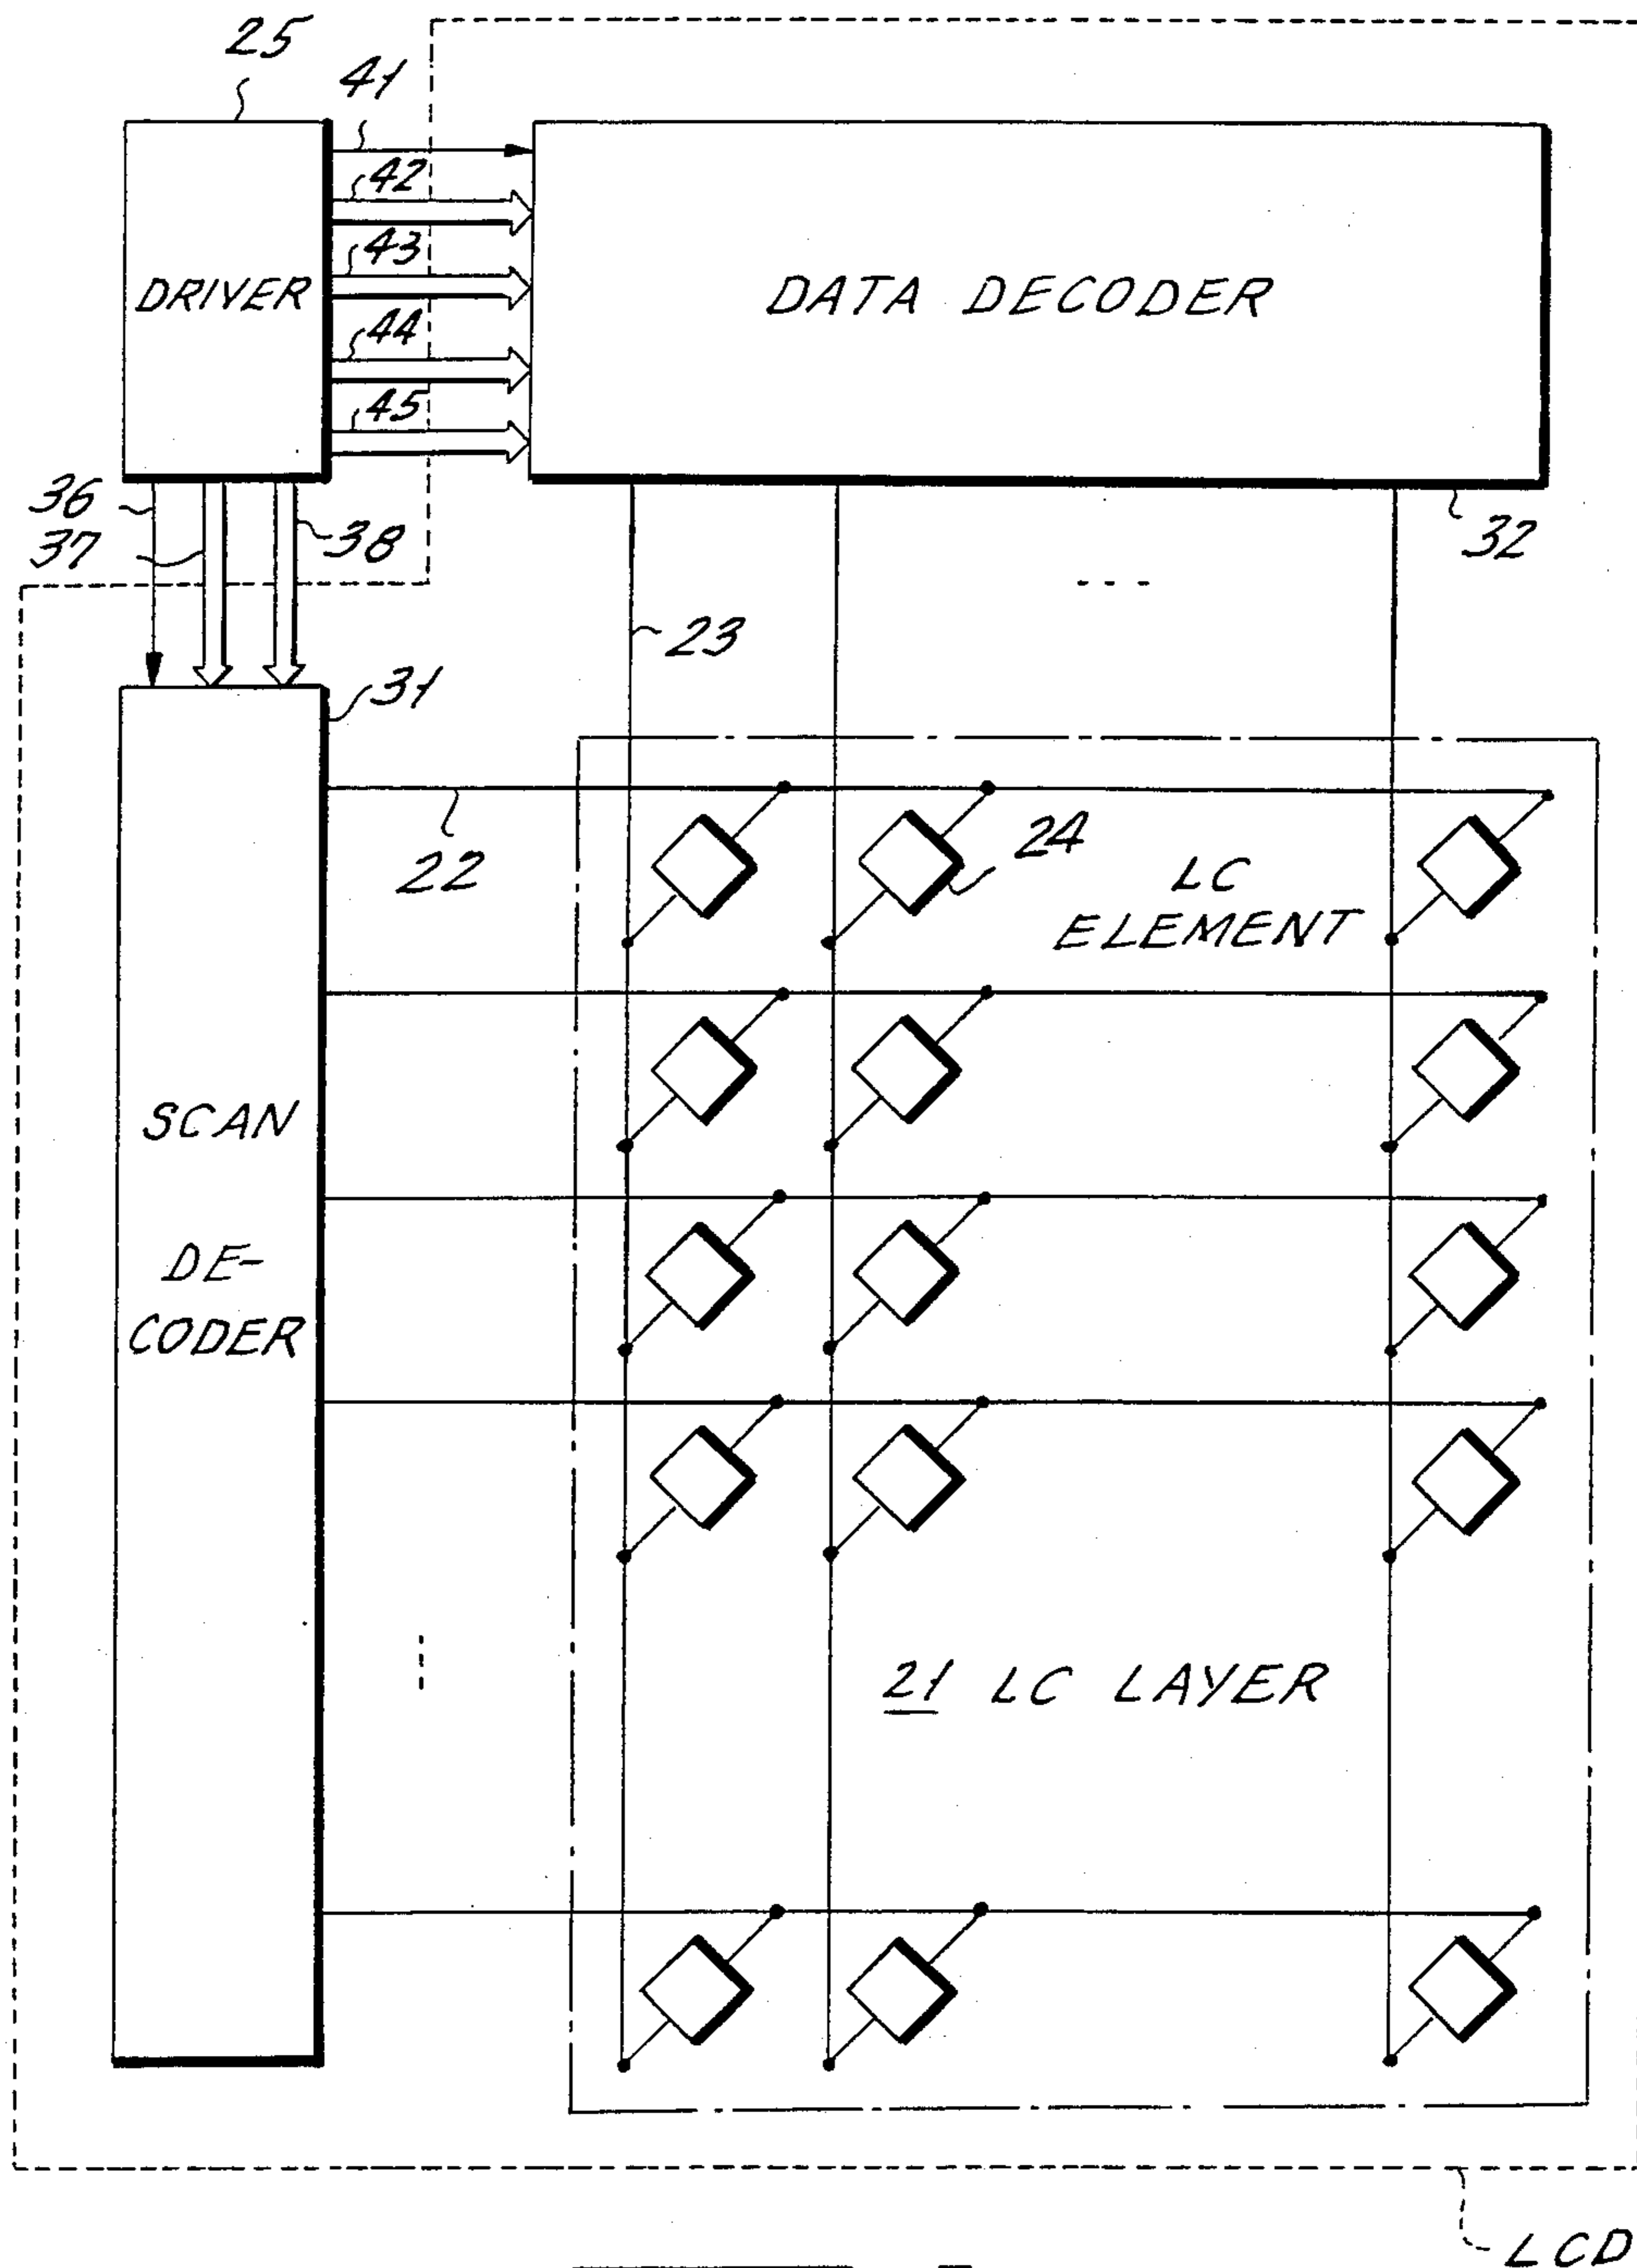 25
41
42
43
DRIVER
DATA DECODER
44
45
36
37
38
32
23
31
22
24
LC
ELEMENT
SCAN
DE-
CODER
21 LC LAYER
LCD